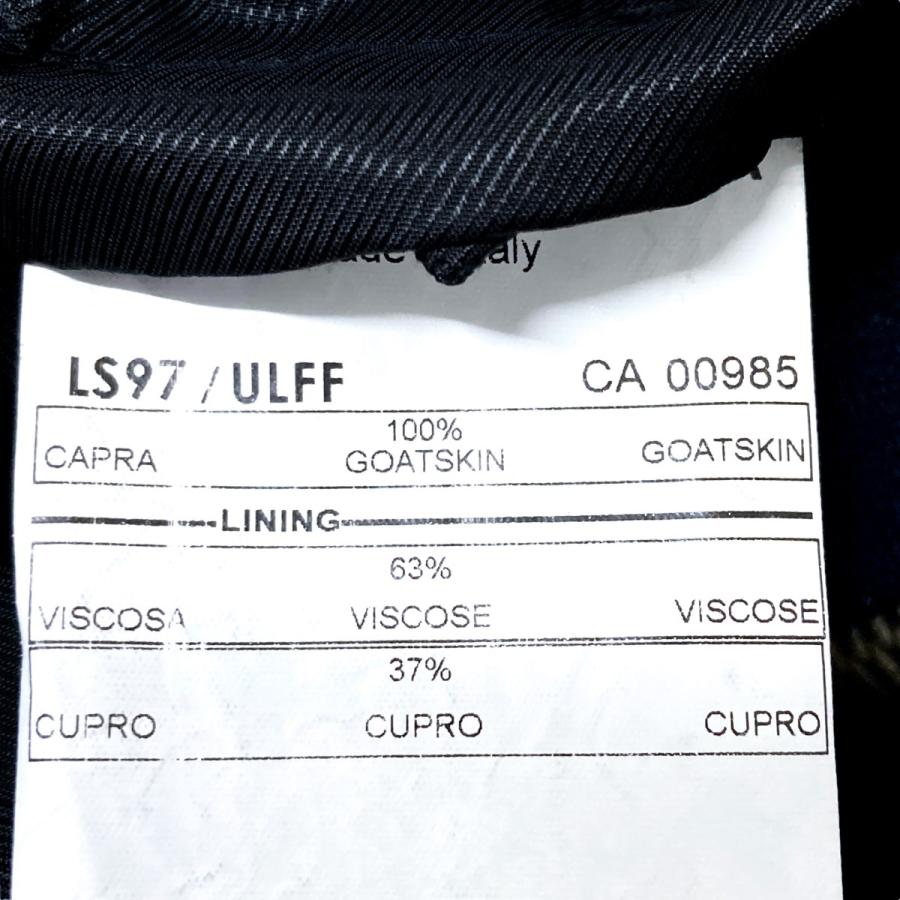 LS97 / ULFF CA 00985
100%
CAPRA GOATSKIN GOATSKIN
LINING
63%
VISCOSA VISCOSE VISCOSE
37%
CUPRO CUPRO CUPRO